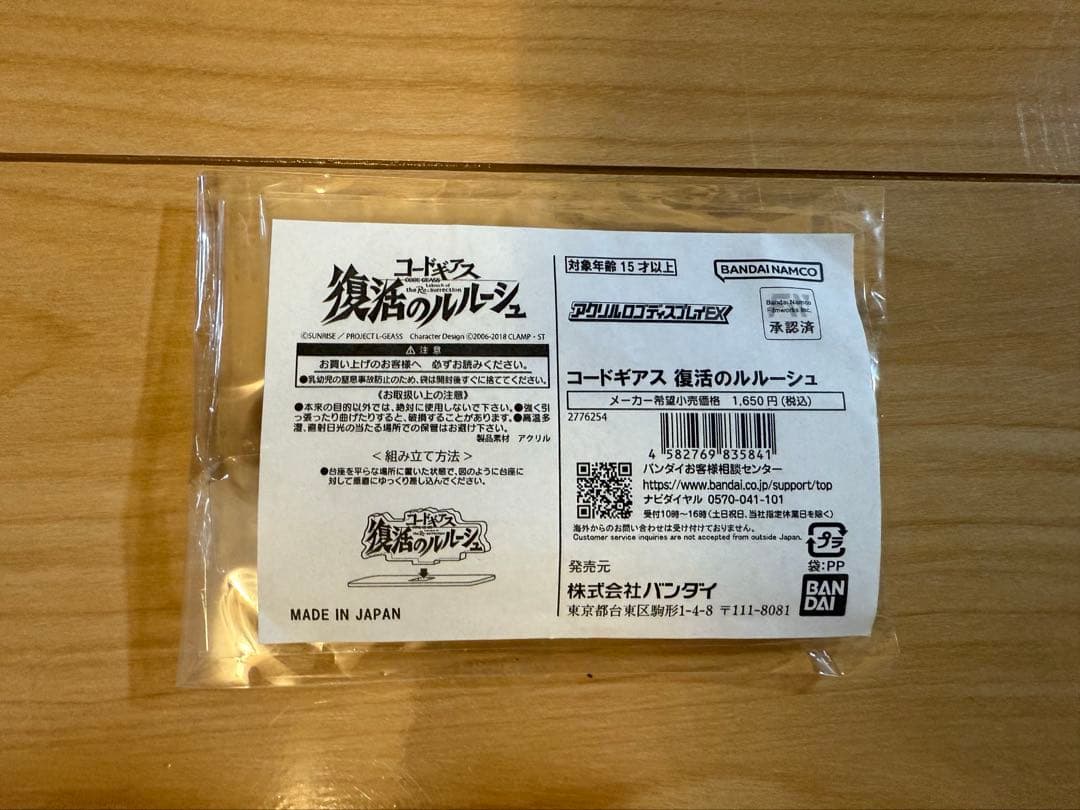 コードギアス
CODE GEASS
Lelouch of
the Re;surrection
復活のルルーシュ
©SUNRISE／PROJECT L-GEASS Character Design ©2006-2018 CLAMP・ST
⚠ 注意
お買い上げのお客様へ 必ずお読みください。
●乳幼児の窒息事故防止のため、袋は開封後すぐに捨ててください。
《お取扱い上の注意》
●本来の目的以外では、絶対に使用しないで下さい。●強く引
っ張ったり曲げたりすると、破損することがあります。●高温多
湿、直射日光の当たる場所での保管はお避け下さい。
製品素材 アクリル
＜組み立て方法＞
●台座を平らな場所に置いた状態で、図のように台座に
対して垂直にゆっくり差し込んでください。
コードギアス
復活のルルーシュ
MADE IN JAPAN
対象年齢 15才以上
BANDAI NAMCO
アクリルロゴディスプレイEX
Bandai Namco
Filmworks Inc.
承認済
コードギアス 復活のルルーシュ
メーカー希望小売価格 1,650円(税込)
2776254
4 582769 835841
バンダイお客様相談センター
https://www.bandai.co.jp/support/top
ナビダイヤル 0570-041-101
受付10時～16時(土日祝日、当社指定休業日を除く)
海外からのお問い合わせは受け付けておりません。
Customer service inquiries are not accepted from outside Japan.
プラ
袋:PP
発売元
株式会社バンダイ
東京都台東区駒形1-4-8 〒111-8081
BAN
DAI